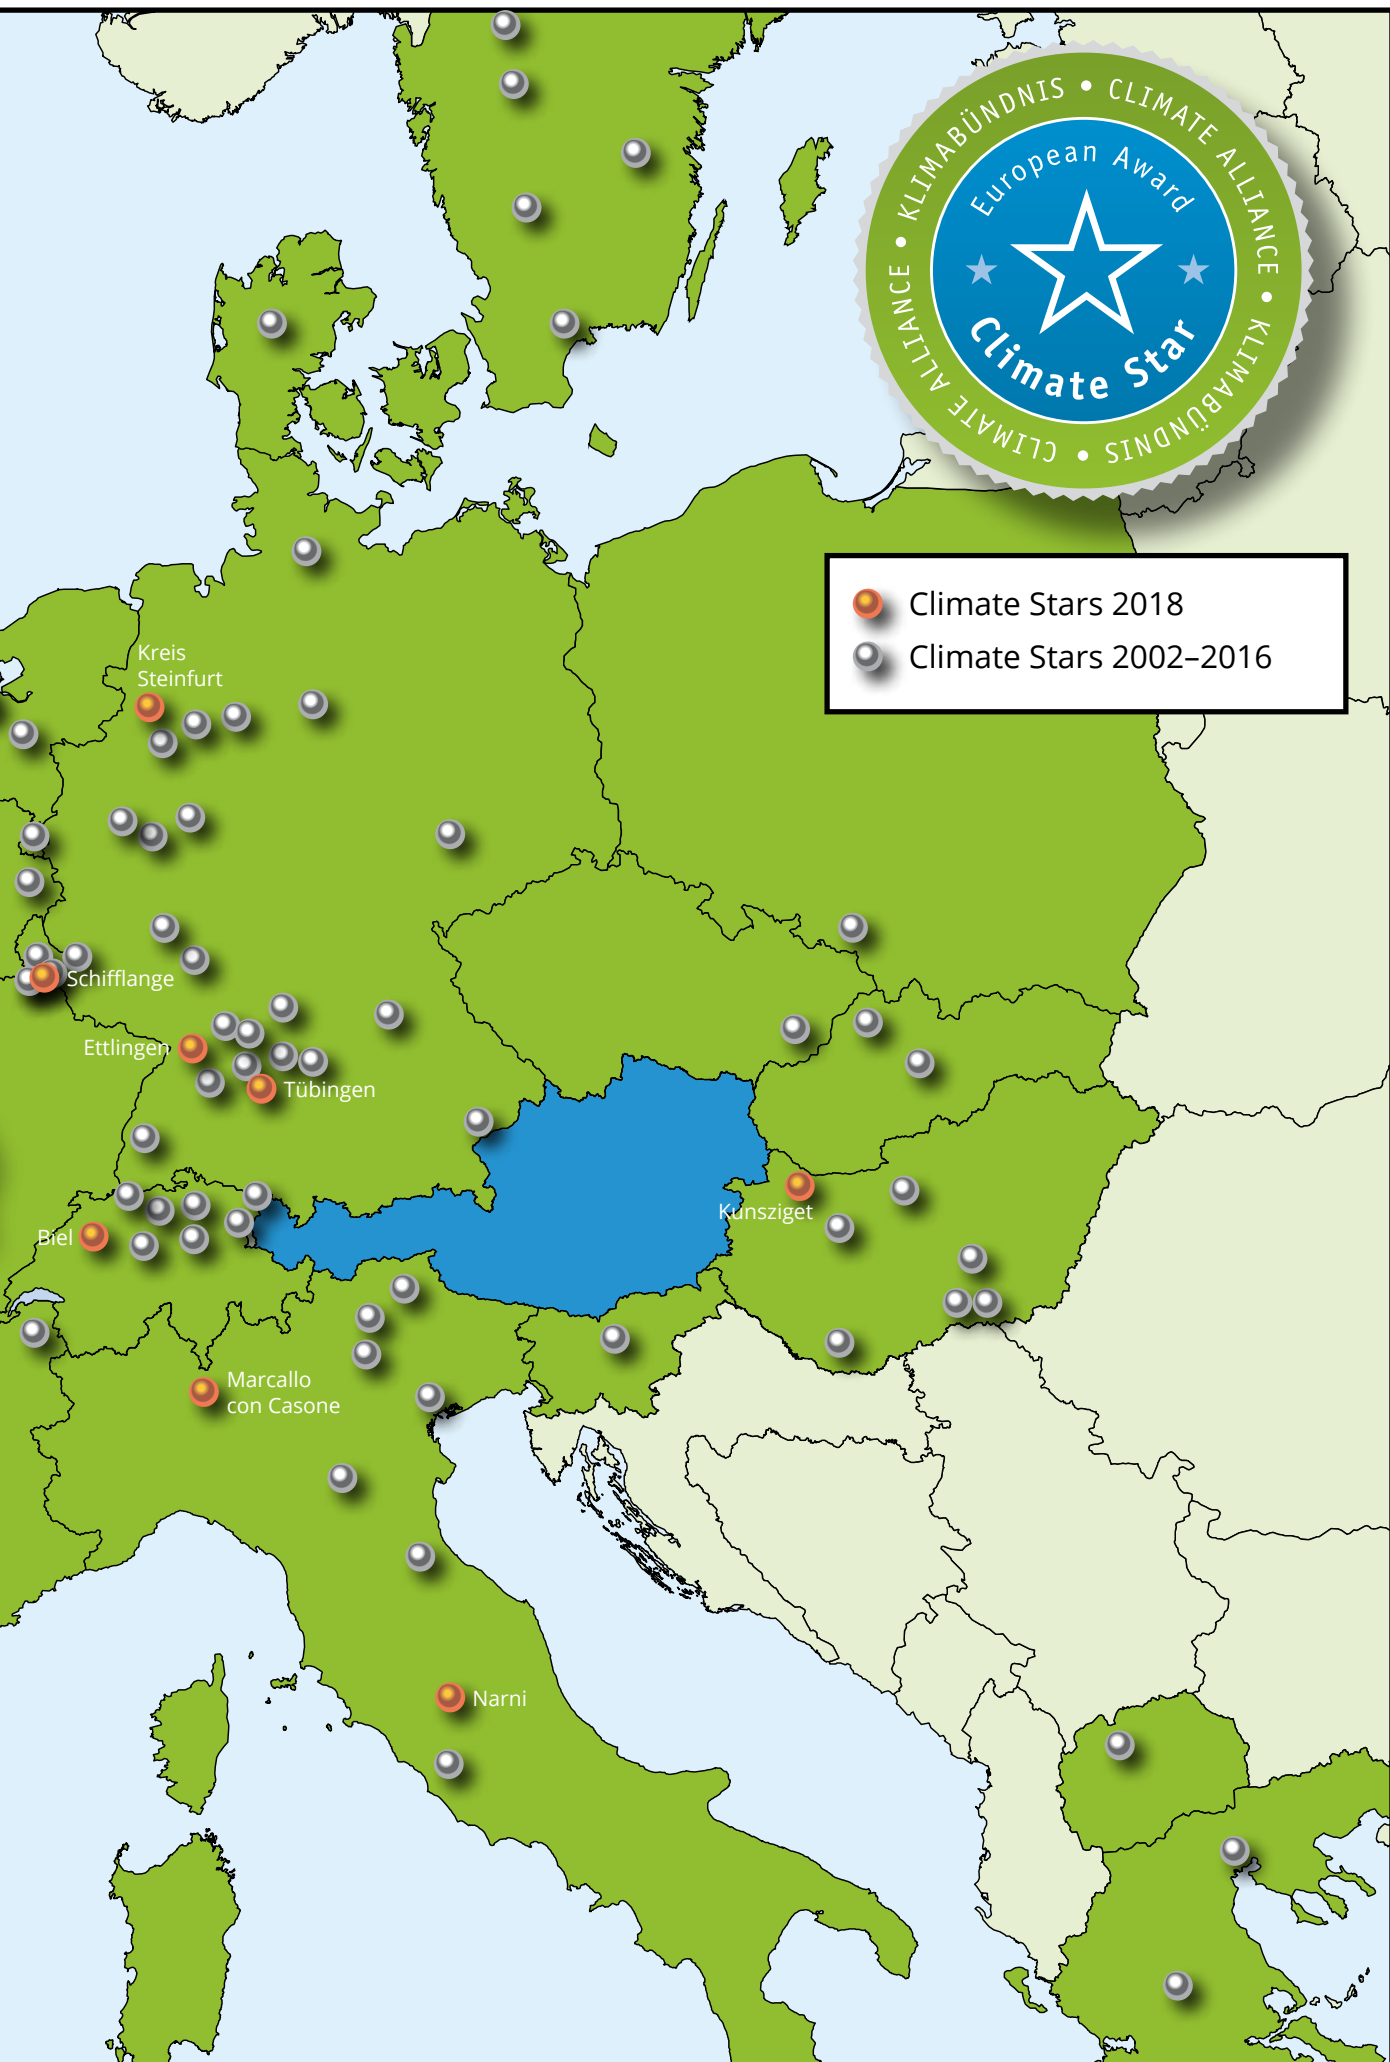 KLIMABÜNDNIS • CLIMATE ALLIANCE • KLIMABÜNDNIS • CLIMATE ALLIANCE •
European Award
Climate Star
Climate Stars 2018
Climate Stars 2002–2016
Kreis
Steinfurt
Schifflange
Ettlingen
Tübingen
Kunsziget
Biel
Marcallo
con Casone
Narni